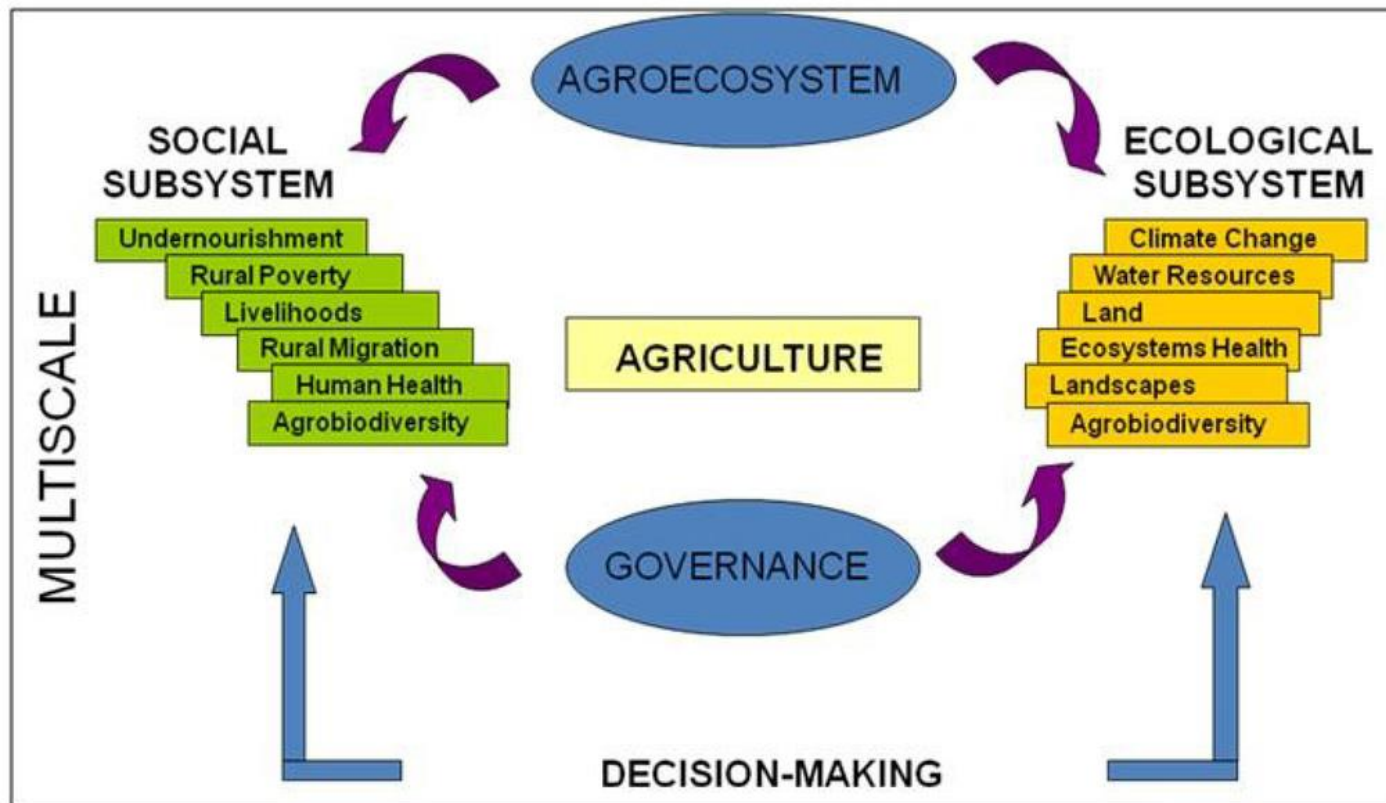 AGROECOSYSTEM
SOCIAL
SUBSYSTEM
ECOLOGICAL
SUBSYSTEM
MULTISCALE
Undernourishment
Rural Poverty
Livelihoods
Rural Migration
Human Health
Agrobiodiversity
AGRICULTURE
Climate Change
Water Resources
Land
Ecosystems Health
Landscapes
Agrobiodiversity
GOVERNANCE
DECISION-MAKING